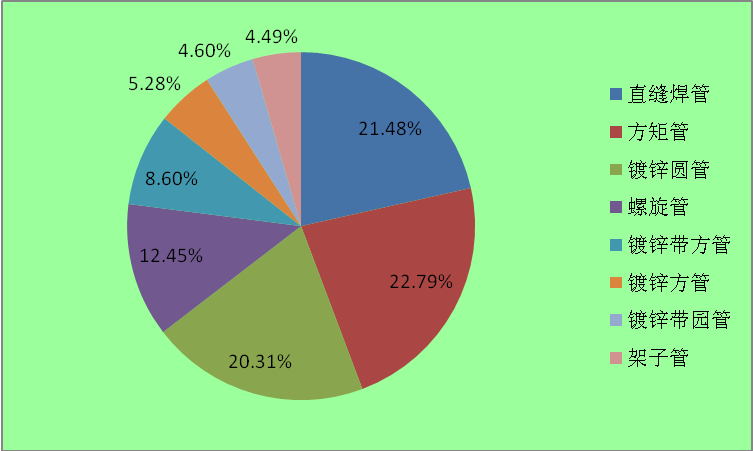 4.49%
4.60%
5.28%
21.48%
8.60%
12.45%
22.79%
20.31%
直缝焊管
方矩管
镀锌圆管
螺旋管
镀锌带方管
镀锌方管
镀锌带园管
架子管